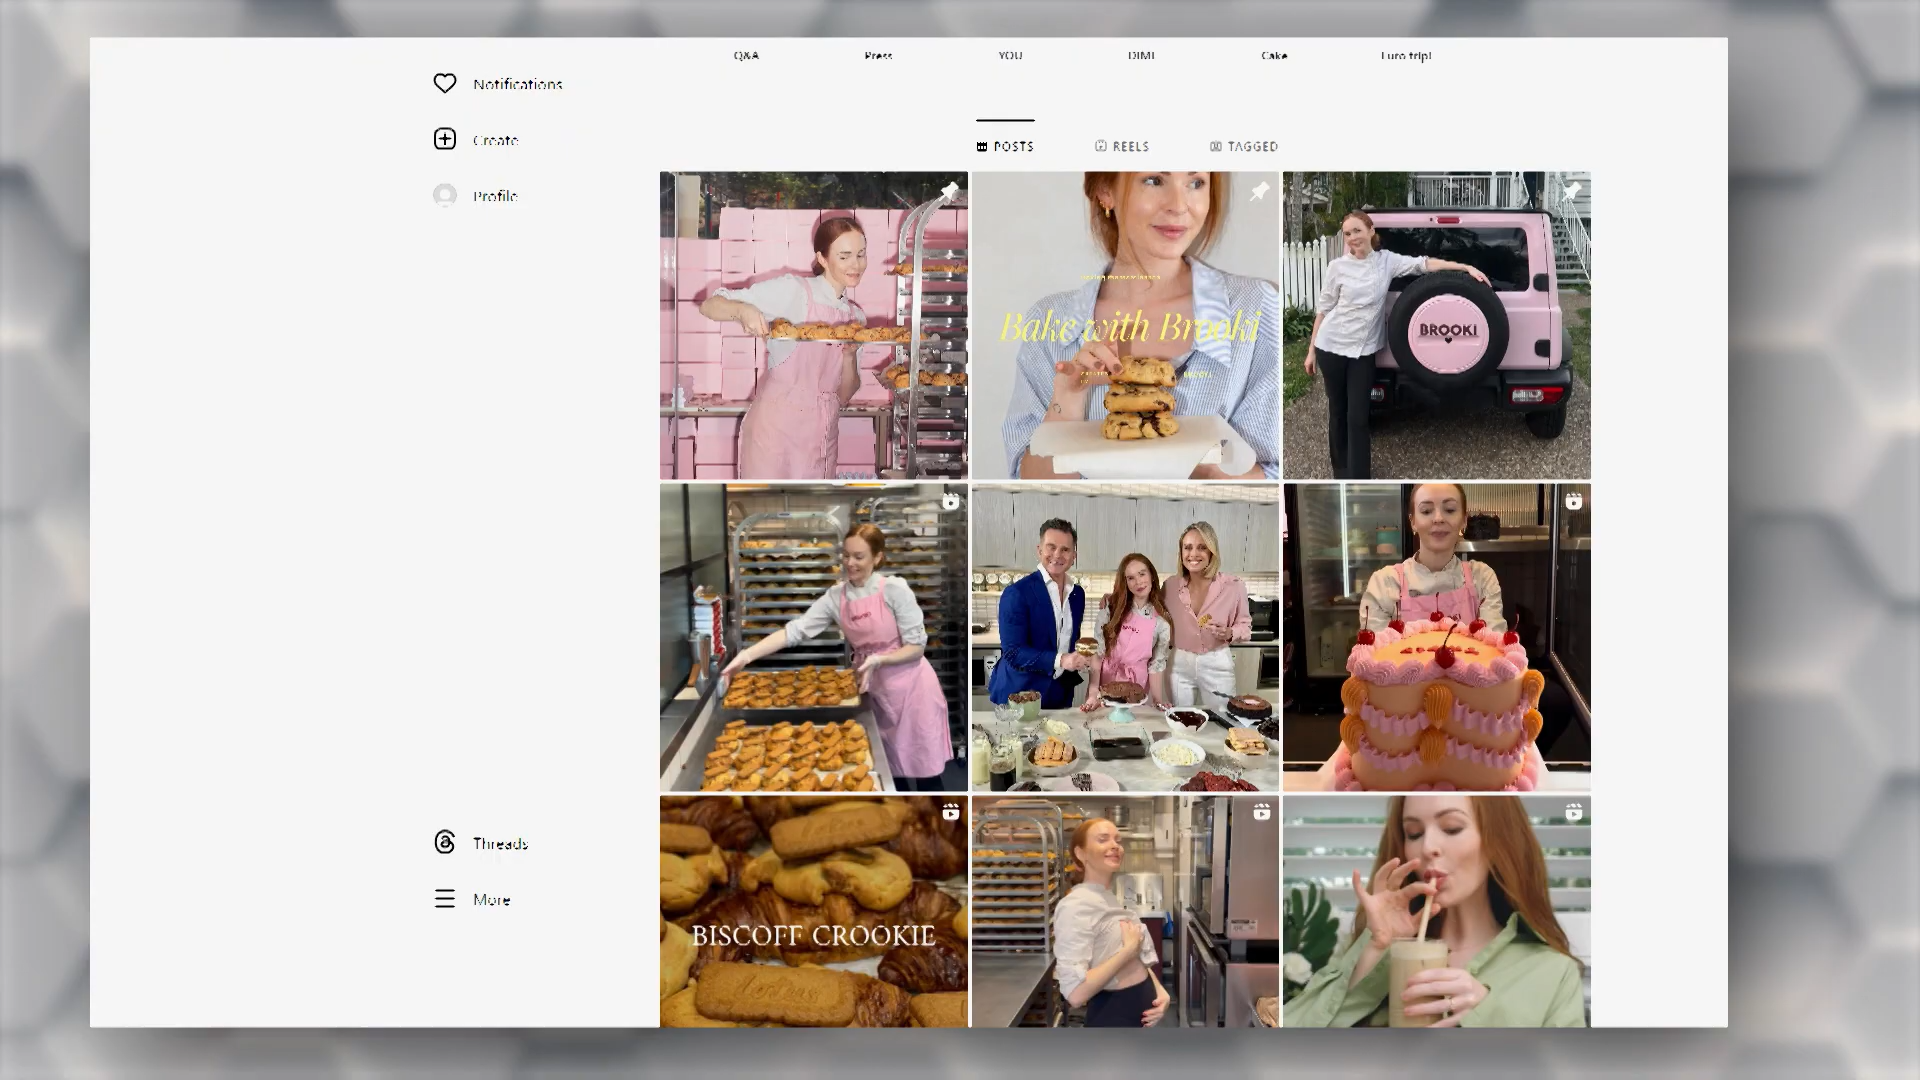 Q&A
Press
YOU
Cake
Euro trip!
Notifications
Create
Profile
POSTS
REELS
TAGGED
Bake with Brooki
BROOKI
BISCOFF CROOKIE
Lotus
Threads
More